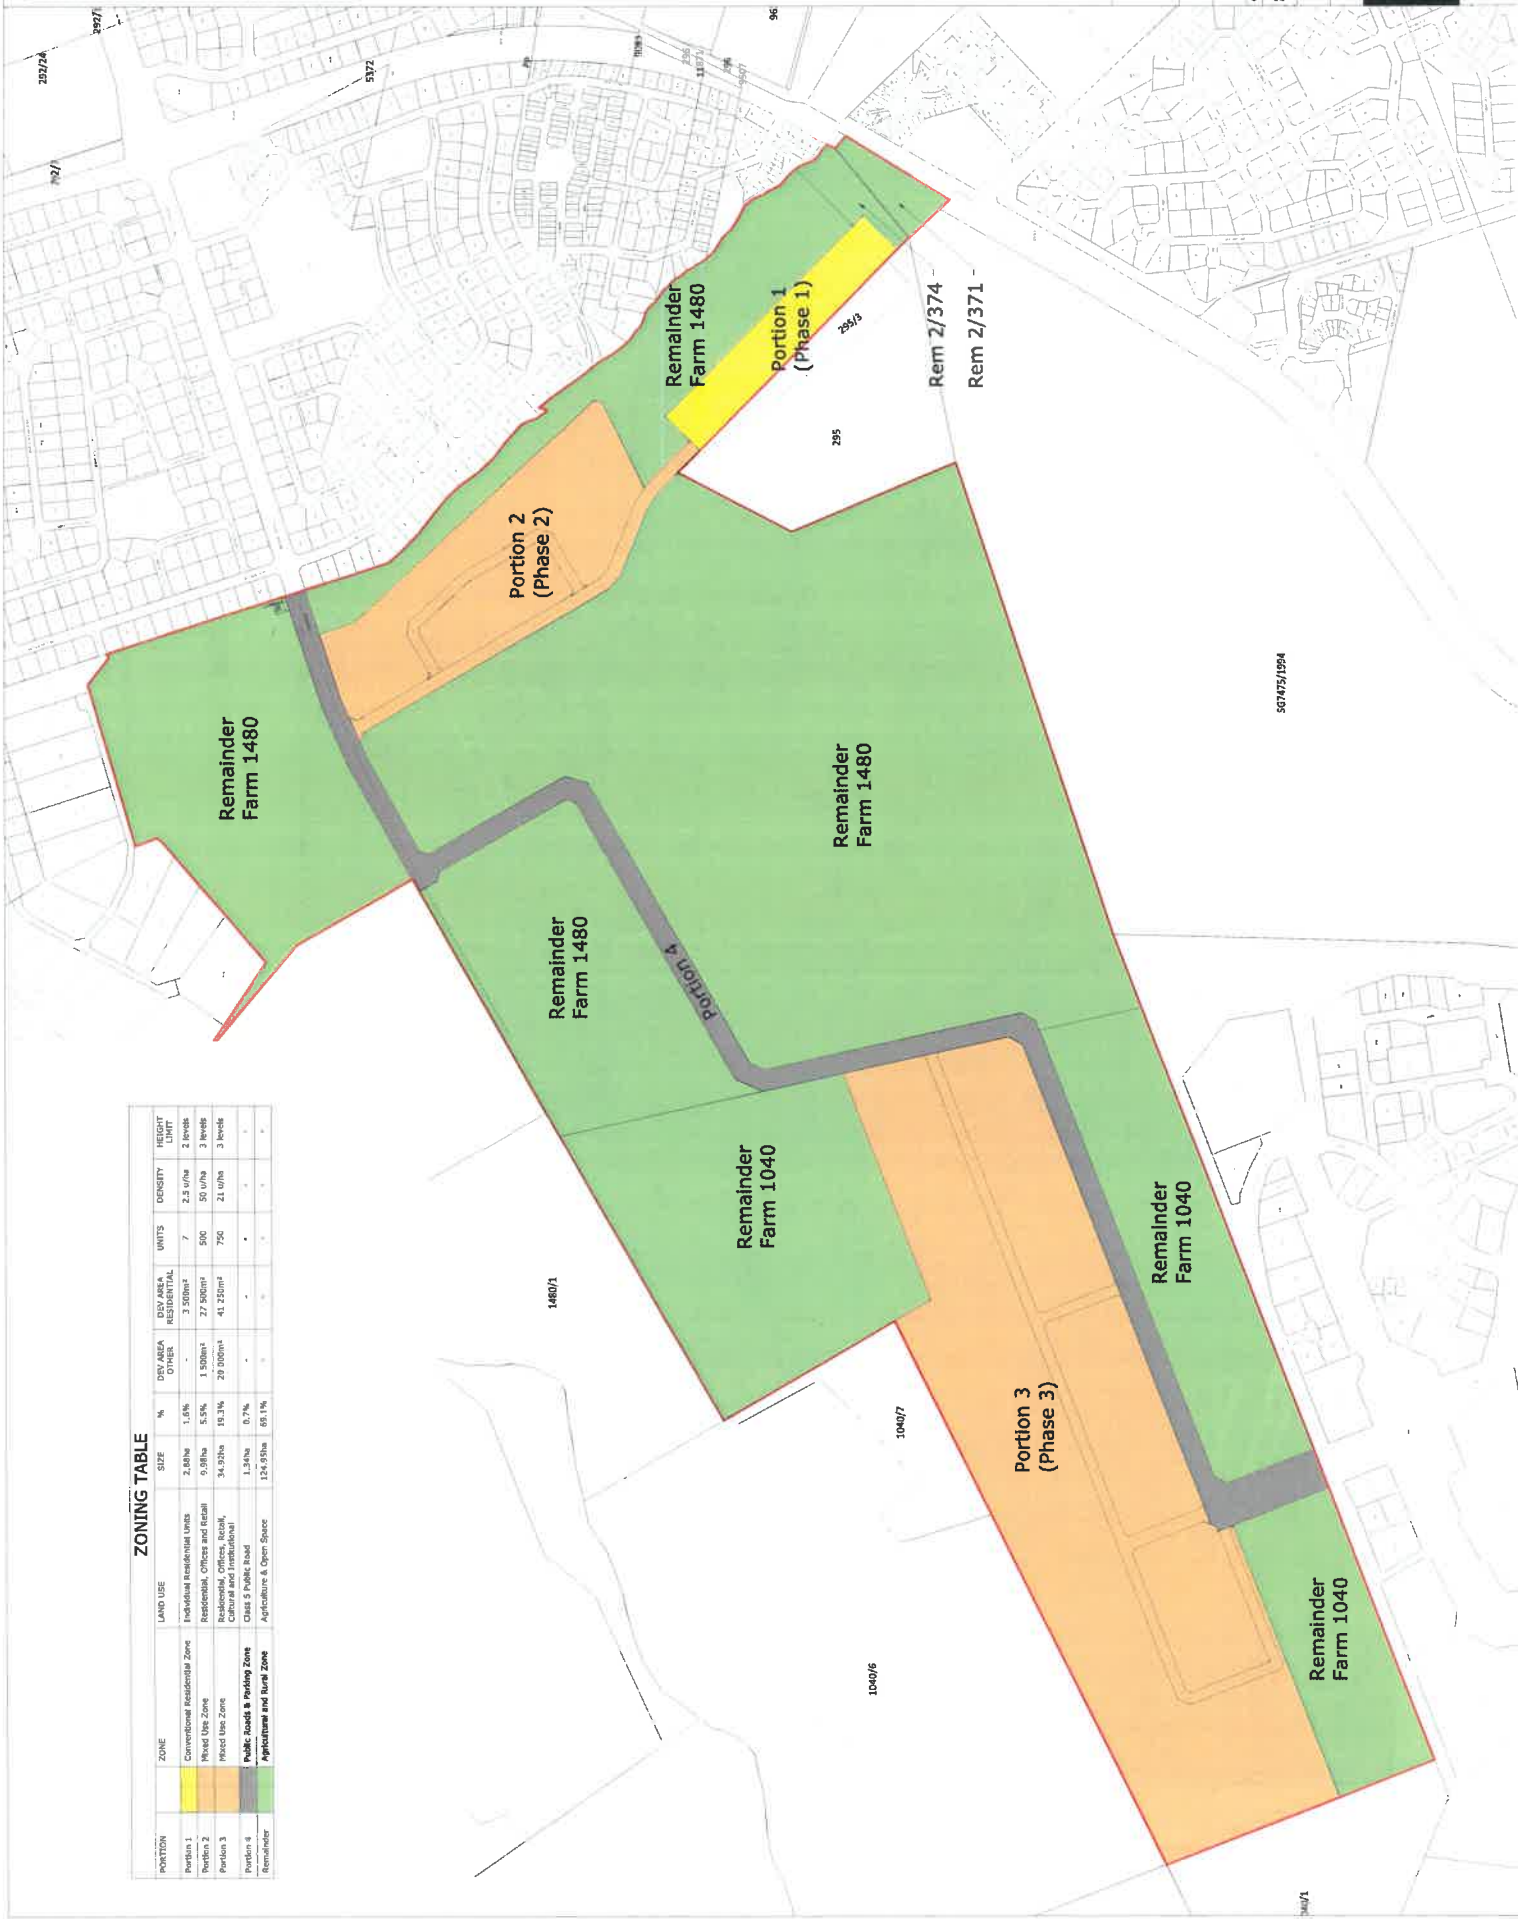 ZONING TABLE
PORTION ZONE LAND USE SIZE % DEV AREA OTHER DEV AREA RESIDENTIAL UNITS DENSITY HEIGHT LIMIT
Portion 1 Conventional Residential Zone Individual Residential Units 2.88ha 1.6% - 3 500m² 7 2.5 u/ha 2 levels
Portion 2 Mixed Use Zone Residential, Offices and Retail 9.98ha 5.5% 1 500m² 27 500m² 500 50 u/ha 3 levels
Portion 3 Mixed Use Zone Residential, Offices, Retail, Cultural and Institutional 34.92ha 19.3% 20 000m² 41 250m² 750 21 u/ha 3 levels
Portion 4 Public Roads & Parking Zone Class 5 Public Road 1.34ha 0.7% - - - - -
Remainder Agricultural and Rural Zone Agriculture & Open Space 124.95ha 69.1% - - - - -
Remainder
Farm 1480
Portion 2
(Phase 2)
Remainder
Farm 1480
Portion 1
(Phase 1)
295/3
295
Rem 2/374
Rem 2/371
Remainder
Farm 1480
Remainder
Farm 1480
Portion 4
Remainder
Farm 1040
Remainder
Farm 1040
Portion 3
(Phase 3)
Remainder
Farm 1040
1480/1
1040/7
1040/6
SG7475/1994
292/24
5372